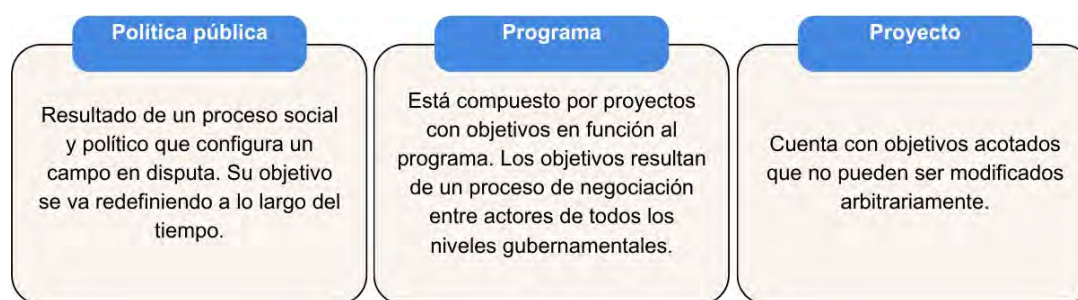 Política pública
Resultado de un proceso social
y político que configura un
campo en disputa. Su objetivo
se va redefiniendo a lo largo del
tiempo.
Programa
Está compuesto por proyectos
con objetivos en función al
programa. Los objetivos resultan
de un proceso de negociación
entre actores de todos los
niveles gubernamentales.
Proyecto
Cuenta con objetivos acotados
que no pueden ser modificados
arbitrariamente.